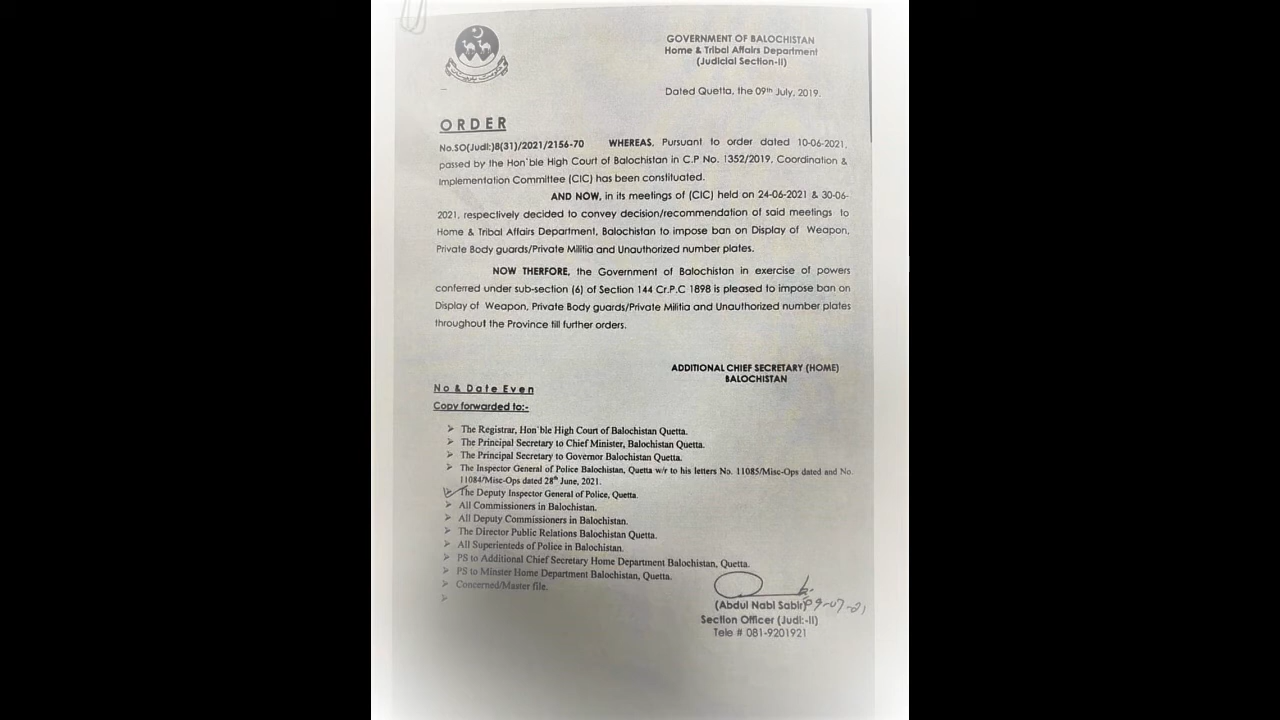 GOVERNMENT OF BALOCHISTAN
Home & Tribal Affairs Department
(Judicial Section-II)
Dated Quetta, the 09th July, 2019.
ORDER
No.SO(Judl:)8(31)/2021/2156-70 WHEREAS, Pursuant to order dated 10-06-2021,
passed by the Hon`ble High Court of Balochistan in C.P No. 1352/2019, Coordination &
Implementation Committee (CIC) has been constituted.
AND NOW, in its meetings of (CIC) held on 24-06-2021 & 30-06-
2021, respectively decided to convey decision/recommendation of said meetings to
Home & Tribal Affairs Department, Balochistan to impose ban on Display of Weapon,
Private Body guards/Private Militia and Unauthorized number plates.
NOW THERFORE, the Government of Balochistan in exercise of powers
conferred under sub-section (6) of Section 144 Cr.P.C 1898 is pleased to impose ban on
Display of Weapon, Private Body guards/Private Militia and Unauthorized number plates
throughout the Province till further orders.
ADDITIONAL CHIEF SECRETARY (HOME)
BALOCHISTAN
No & Date Even
Copy forwarded to:-
➢ The Registrar, Hon`ble High Court of Balochistan Quetta.
➢ The Principal Secretary to Chief Minister, Balochistan Quetta.
➢ The Principal Secretary to Governor Balochistan Quetta.
➢ The Inspector General of Police Balochistan, Quetta w/r to his letters No. 11085/Misc-Ops dated and No.
11084/Misc-Ops dated 28th June, 2021.
➢ The Deputy Inspector General of Police, Quetta.
➢ All Commissioners in Balochistan.
➢ All Deputy Commissioners in Balochistan.
➢ The Director Public Relations Balochistan Quetta.
➢ All Superienteds of Police in Balochistan.
➢ PS to Additional Chief Secretary Home Department Balochistan, Quetta.
➢ PS to Minster Home Department Balochistan, Quetta.
➢ Concerned/Master file.
➢
(Abdul Nabi Sabir) 09-07-21
Section Officer (Judl:-II)
Tele # 081-9201921